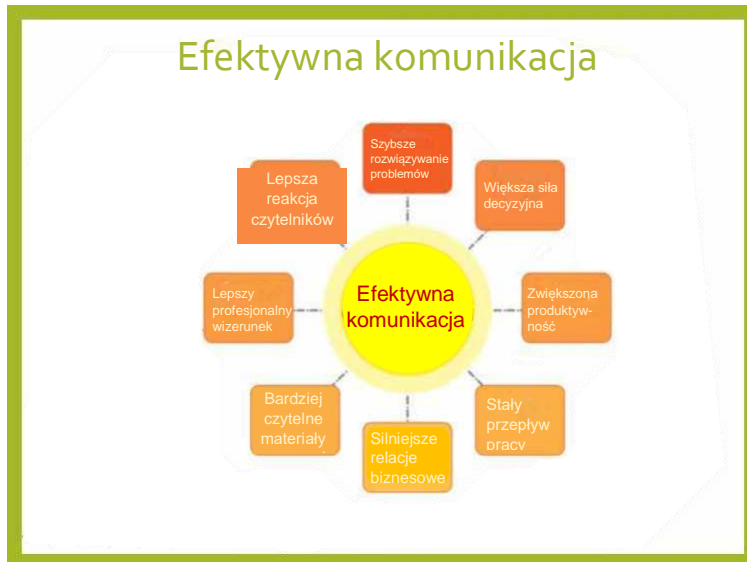 Efektywna komunikacja
Szybsze
rozwiązywanie
problemów
Większa siła
decyzyjna
Zwiększona
produktyw-
ność
Stały
przepływ
pracy
Silniejsze
relacje
biznesowe
Bardziej
czytelne
materiały
Lepszy
profesjonalny
wizerunek
Lepsza
reakcja
czytelników
Efektywna
komunikacja